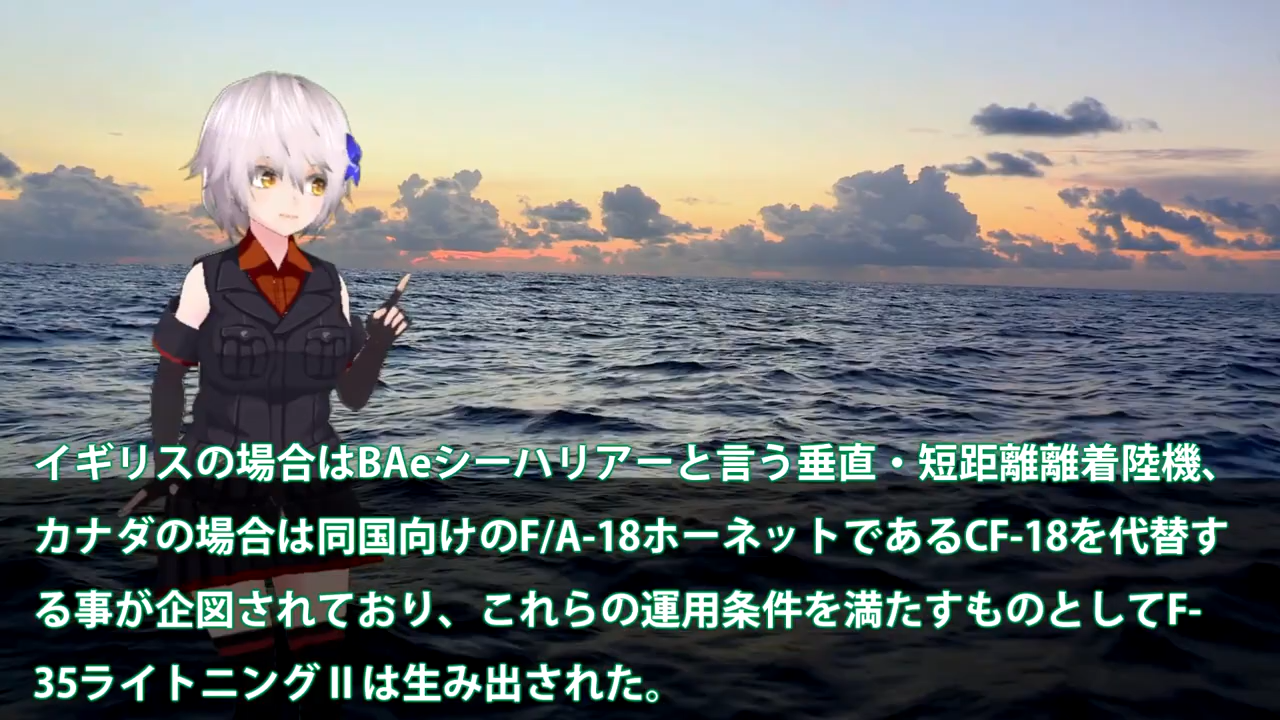 イギリスの場合はBAeシーハリアーと言う垂直・短距離離着陸機、
カナダの場合は同国向けのF/A-18ホーネットであるCF-18を代替す
る事が企図されており、これらの運用条件を満たすものとしてF-
35ライトニングⅡは生み出された。